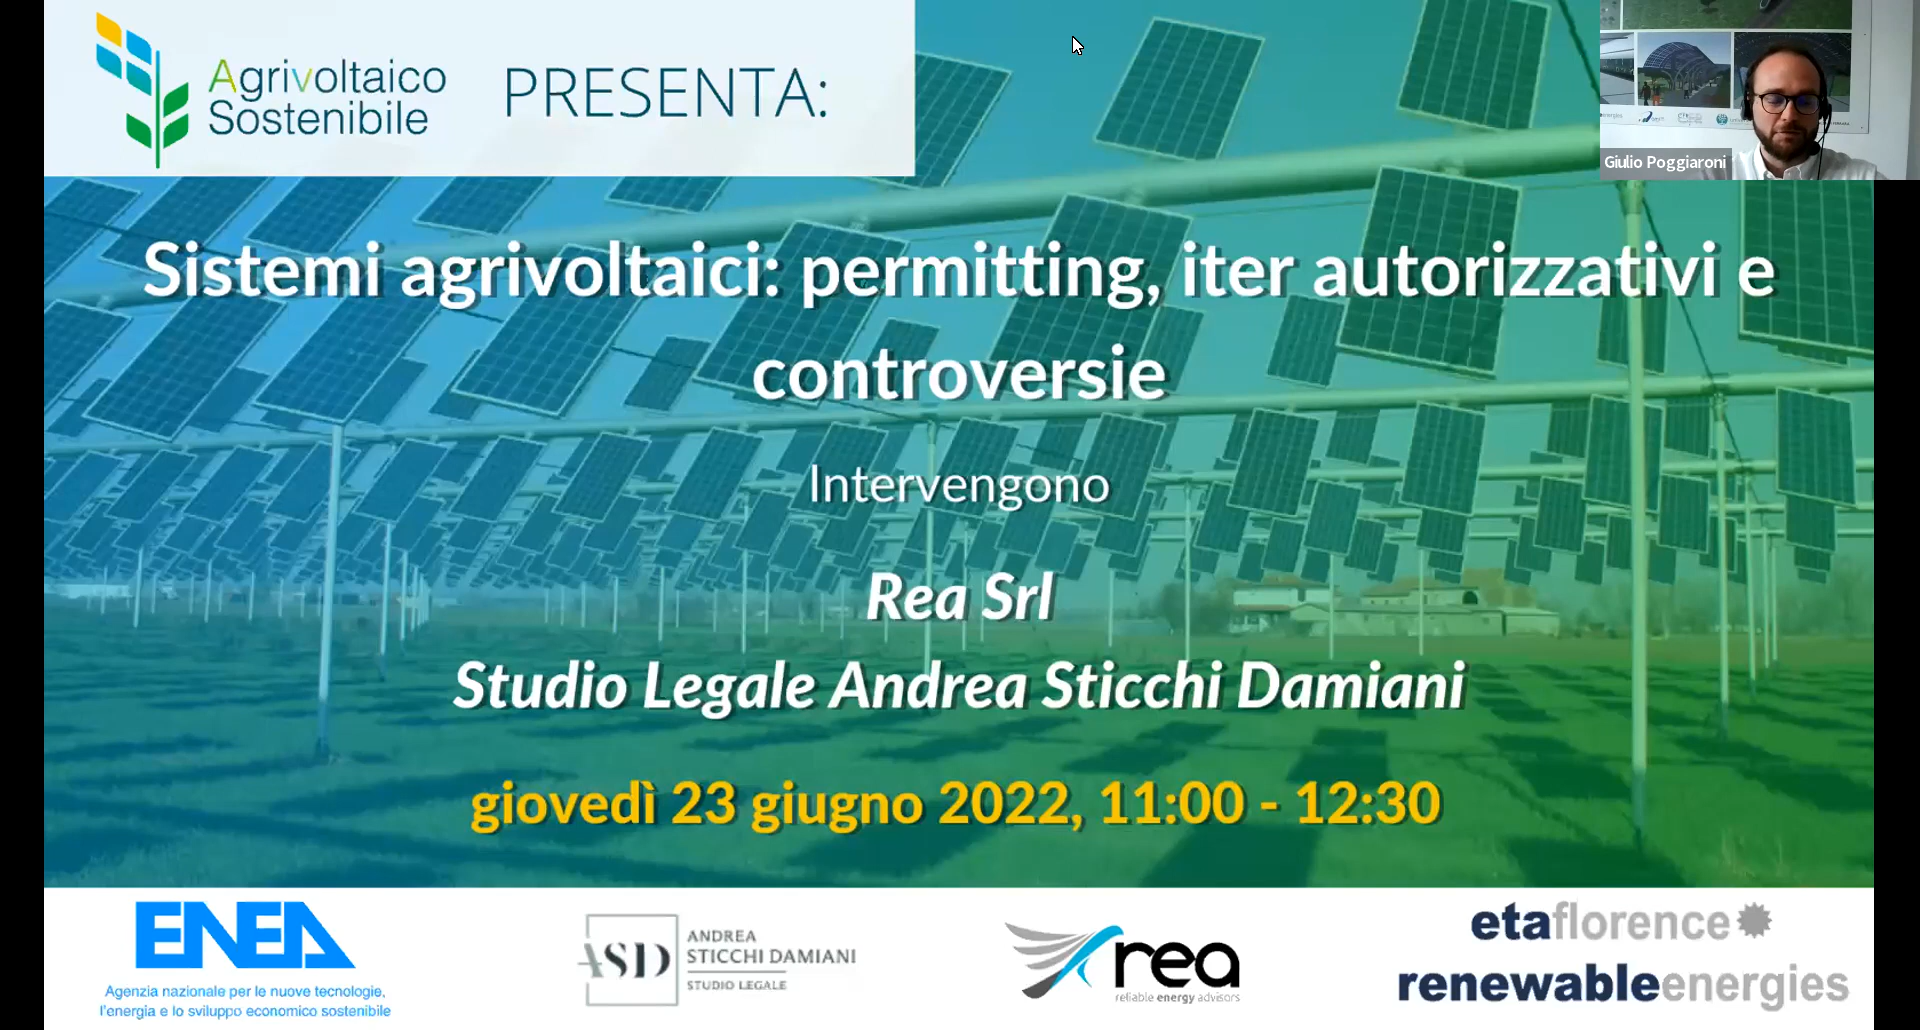 Agrivoltaico
Sostenibile
PRESENTA:
Giulio Poggiaroni
Sistemi agrivoltaici: permitting, iter autorizzativi e
controversie
Intervengono
Rea Srl
Studio Legale Andrea Sticchi Damiani
giovedì 23 giugno 2022, 11:00 - 12:30
ENEA
Agenzia nazionale per le nuove tecnologie,
l'energia e lo sviluppo economico sostenibile
ASD
ANDREA
STICCHI DAMIANI
STUDIO LEGALE
rea
reliable energy advisors
etaflorence
renewableenergies